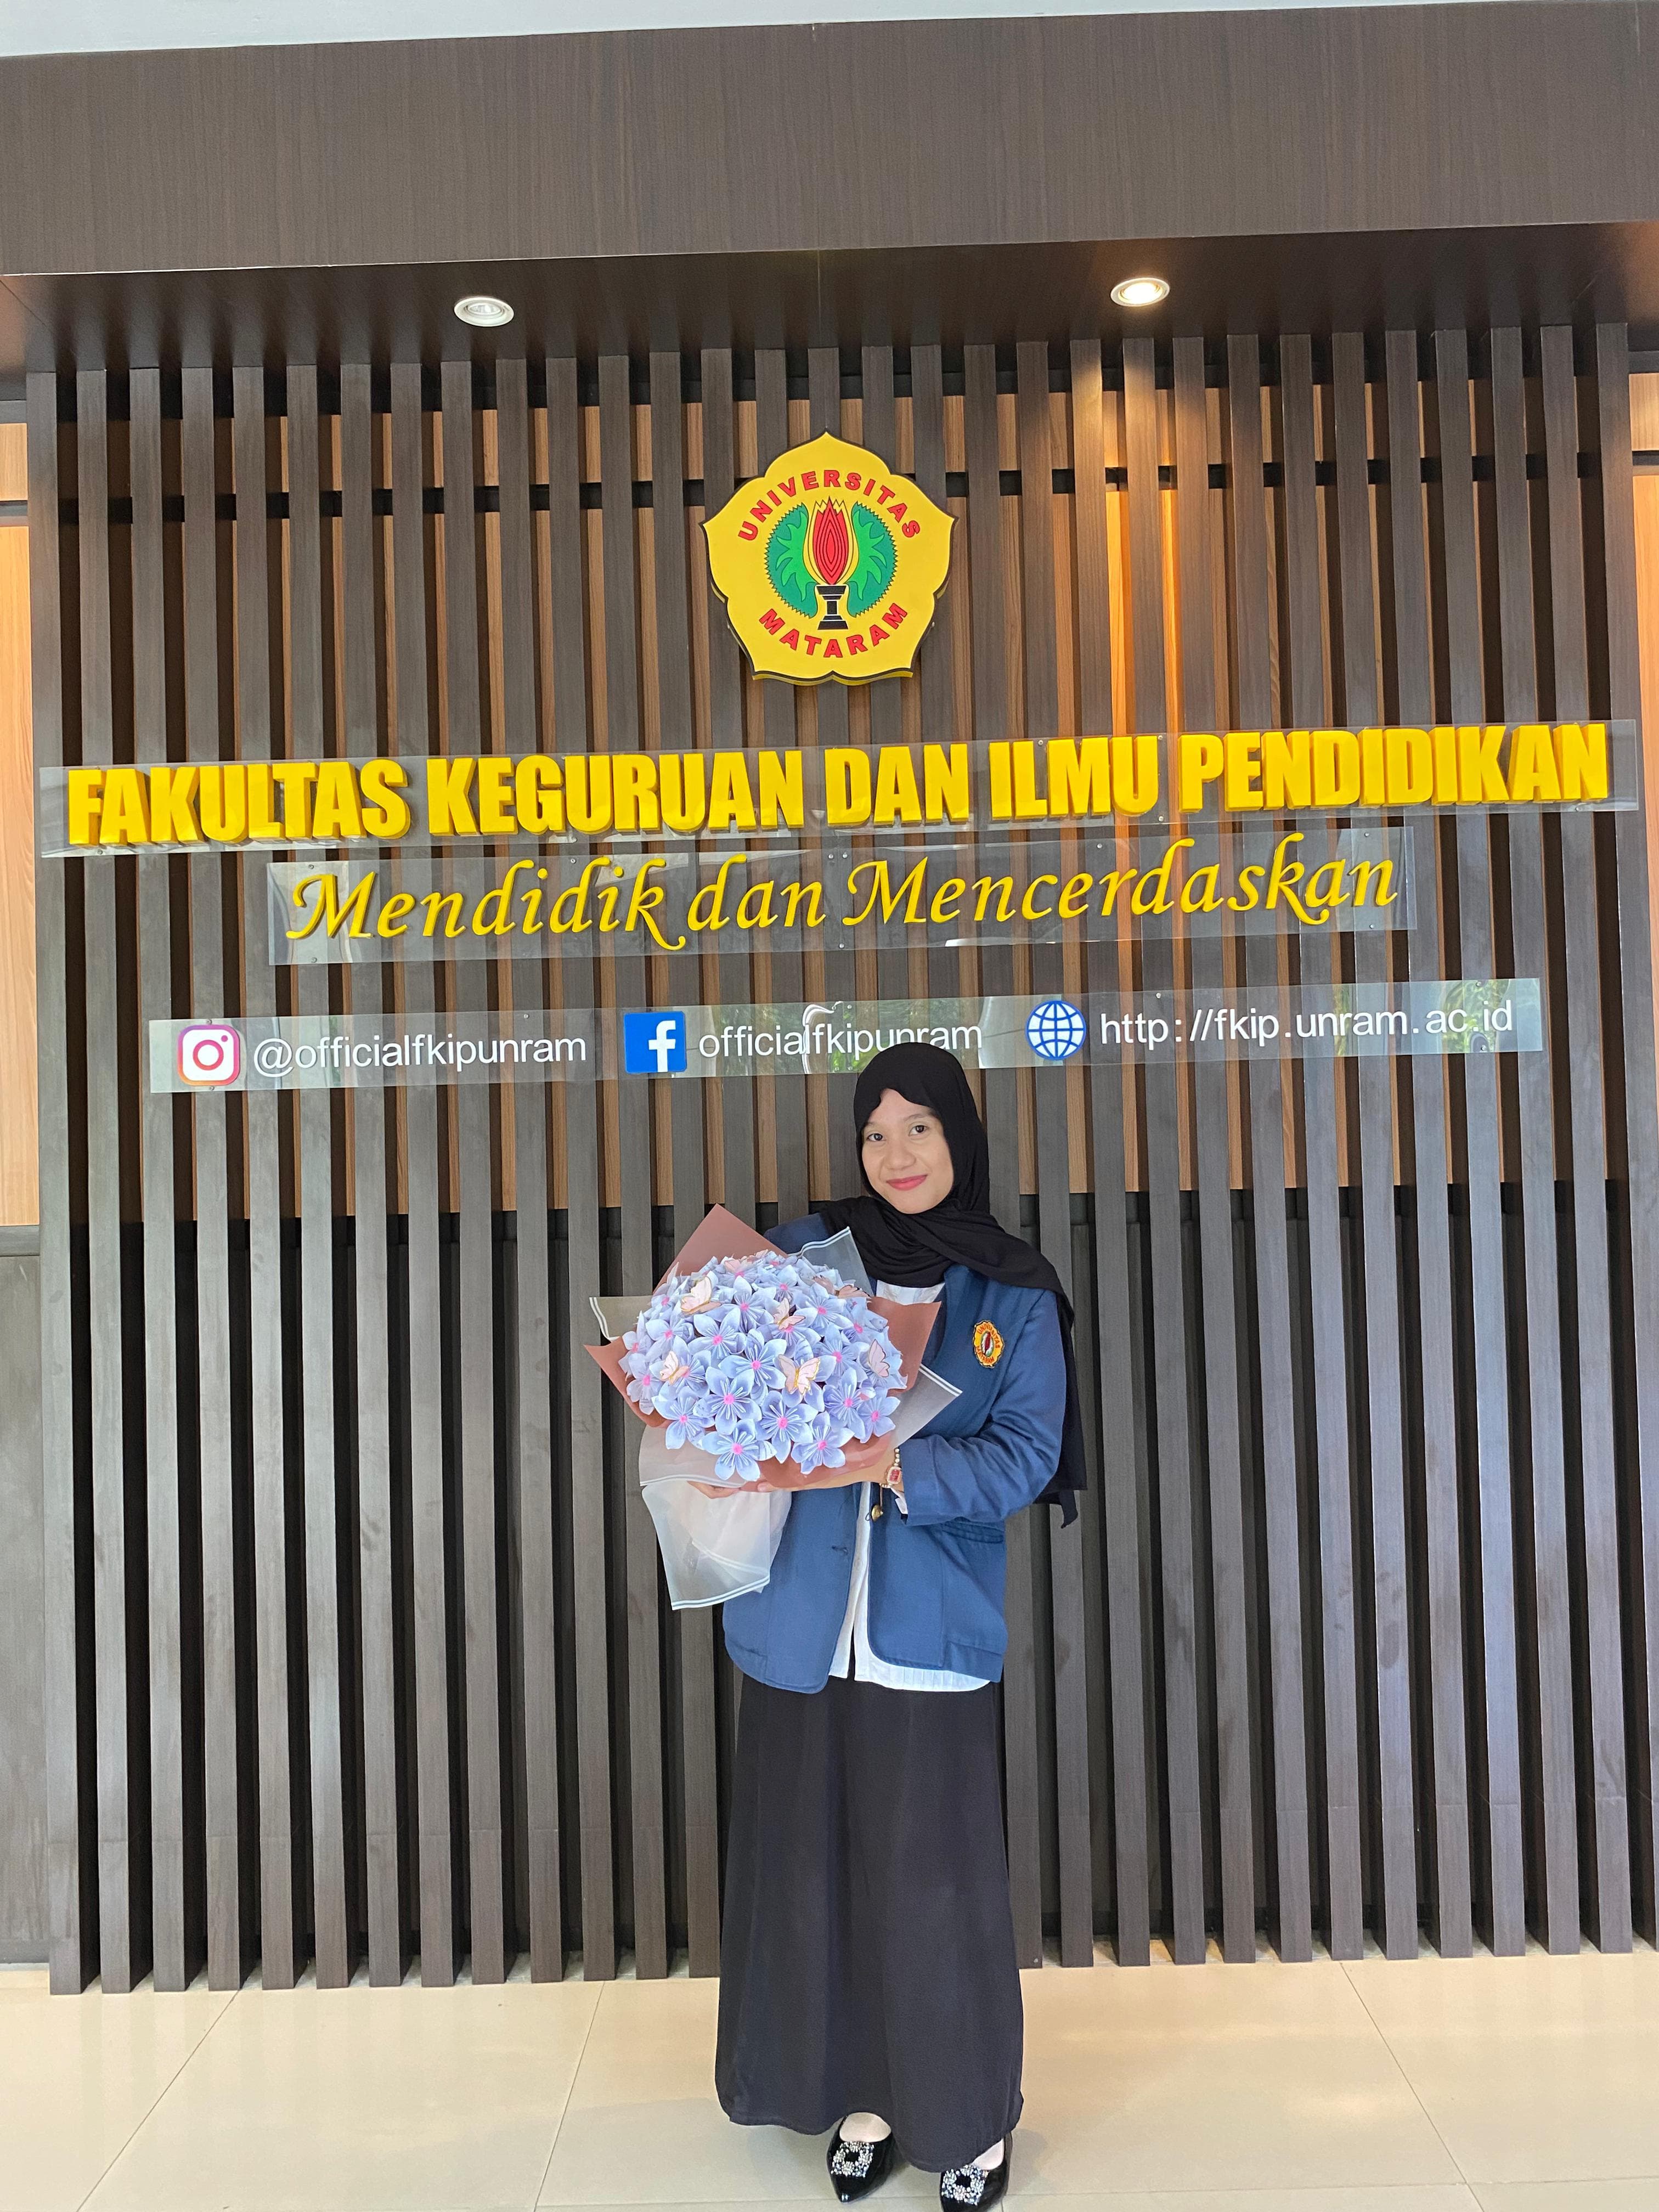 UNIVERSITAS
MATARAM
FAKULTAS KEGURUAN DAN ILMU PENDIDIKAN
Mendidik dan Mencerdaskan
@officialfkipunram officialfkipunram http://fkip.unram.ac.id